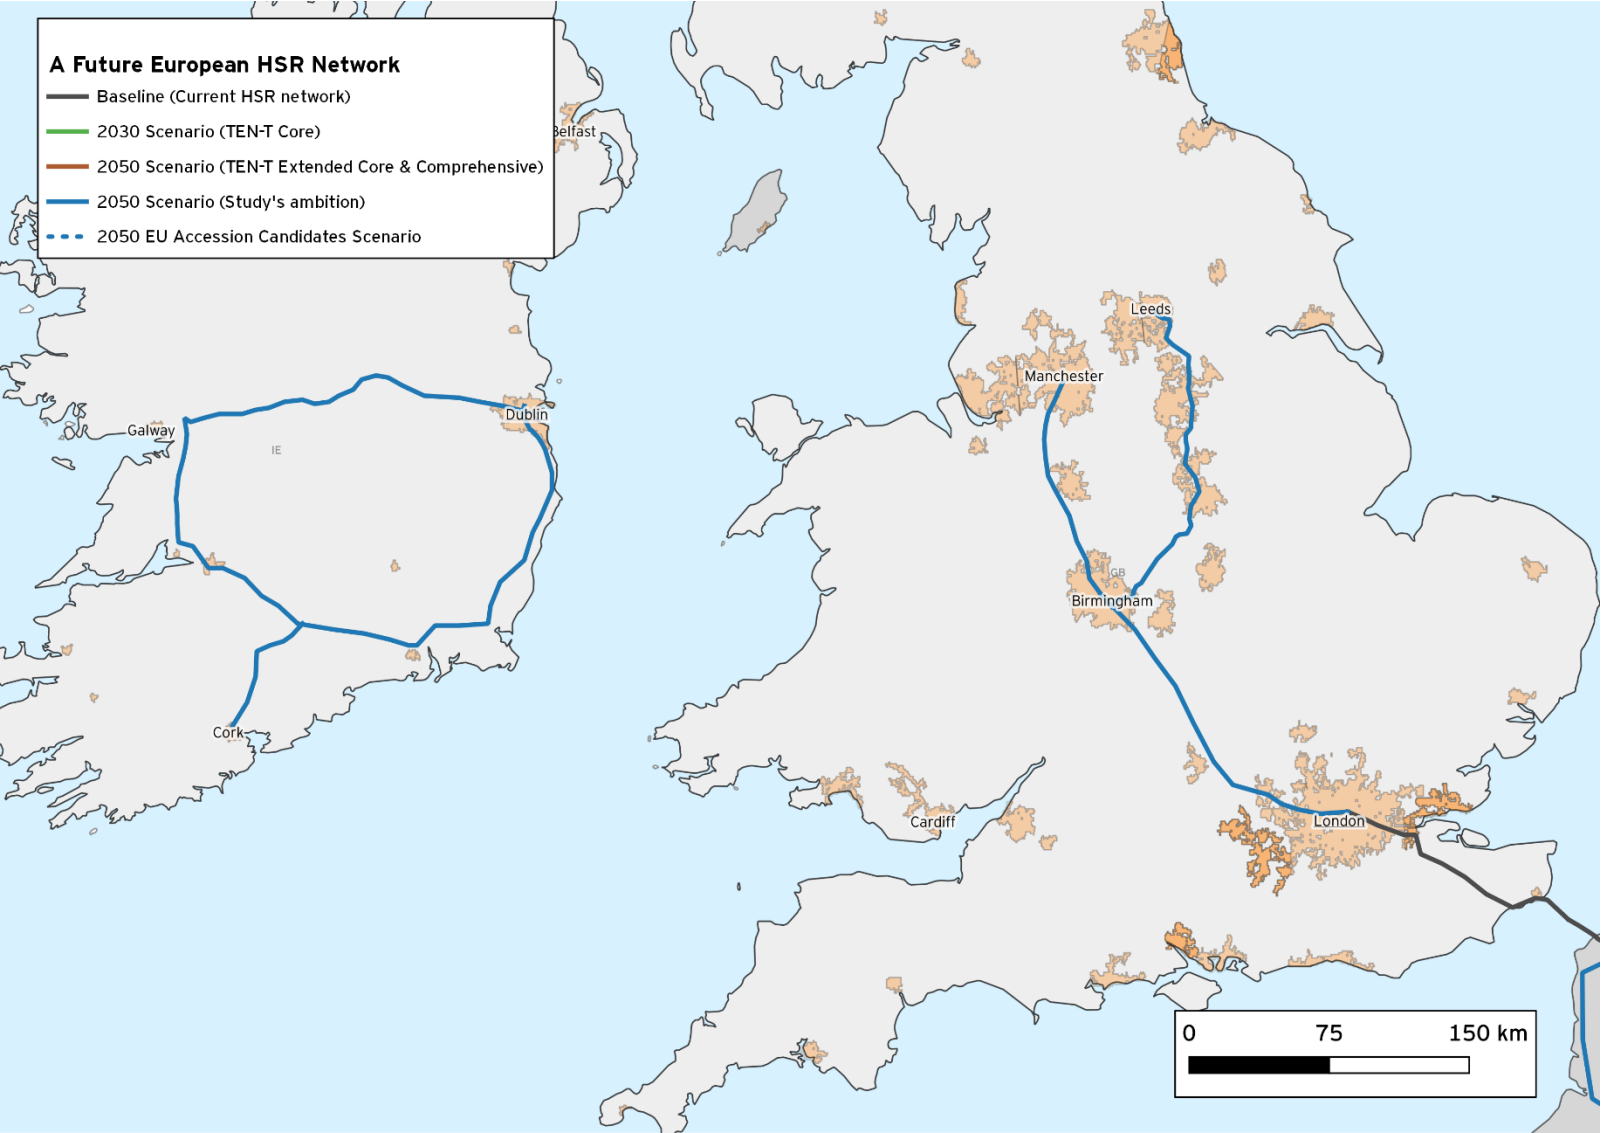 A Future European HSR Network
Baseline (Current HSR network)
2030 Scenario (TEN-T Core)
2050 Scenario (TEN-T Extended Core & Comprehensive)
2050 Scenario (Study's ambition)
2050 EU Accession Candidates Scenario
Belfast
Leeds
Manchester
Dublin
Galway
IE
GB
Birmingham
Cork
Cardiff
London
0 75 150 km